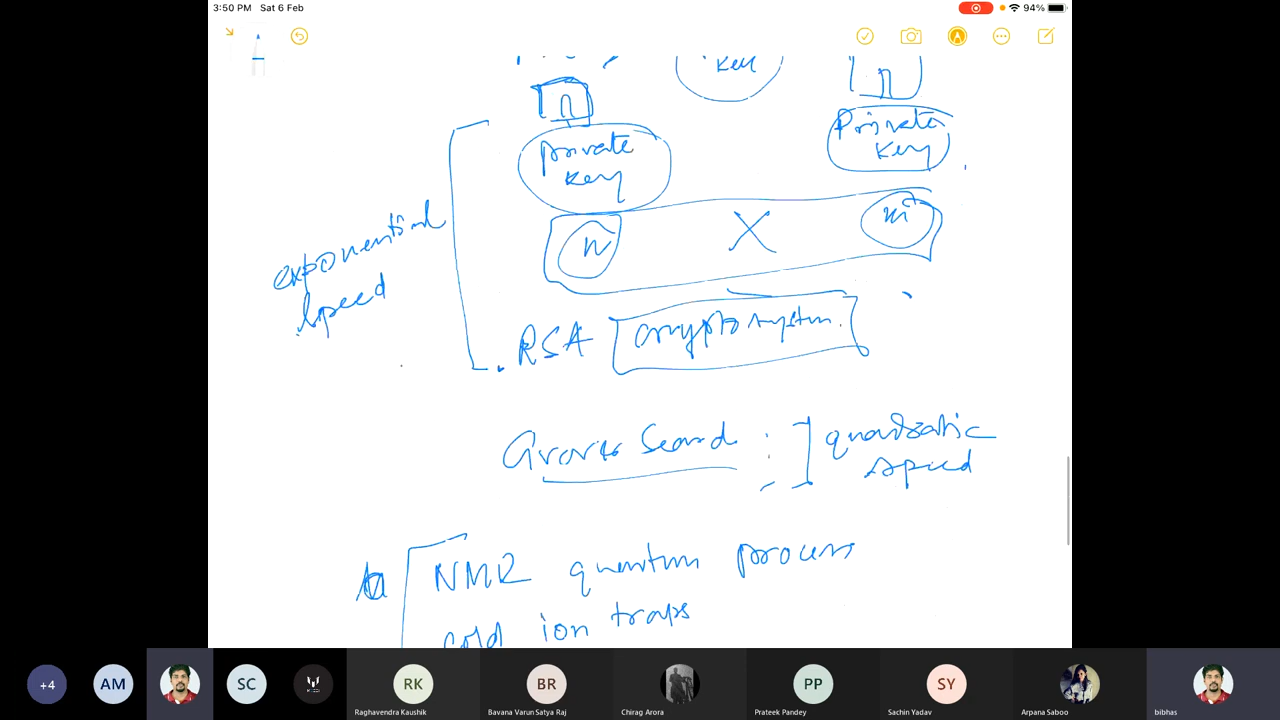 3:50 PM Sat 6 Feb 94%
key
n
n
private
key
Private
key
exponential
speed
n
X
m
RSA cryptosystem.
Grover Search : quadratic
speed
NMR quantum process
cold ion traps
+4 AM SC RK BR PP SY
Raghavendra Kaushik Bavana Varun Satya Raj Chirag Arora Prateek Pandey Sachin Yadav Arpana Saboo bibhas